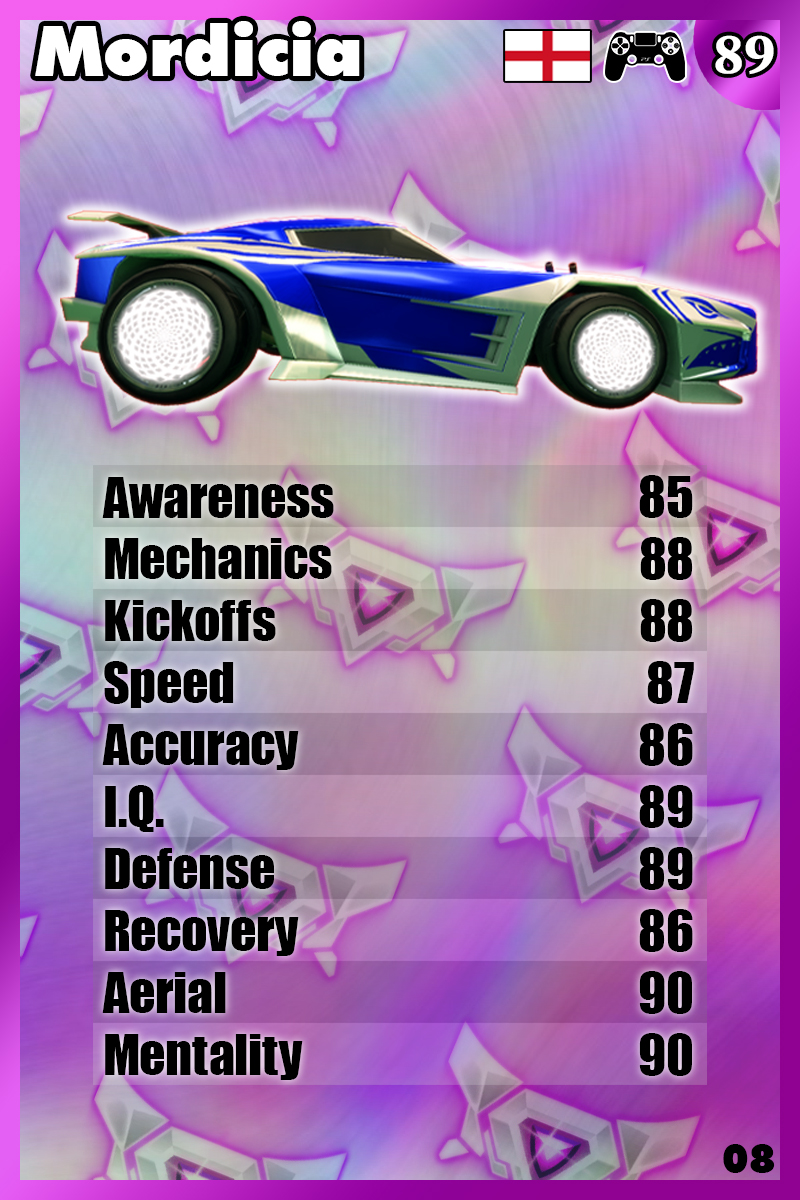 Mordicia 89
Awareness 85
Mechanics 88
Kickoffs 88
Speed 87
Accuracy 86
I.Q. 89
Defense 89
Recovery 86
Aerial 90
Mentality 90
08